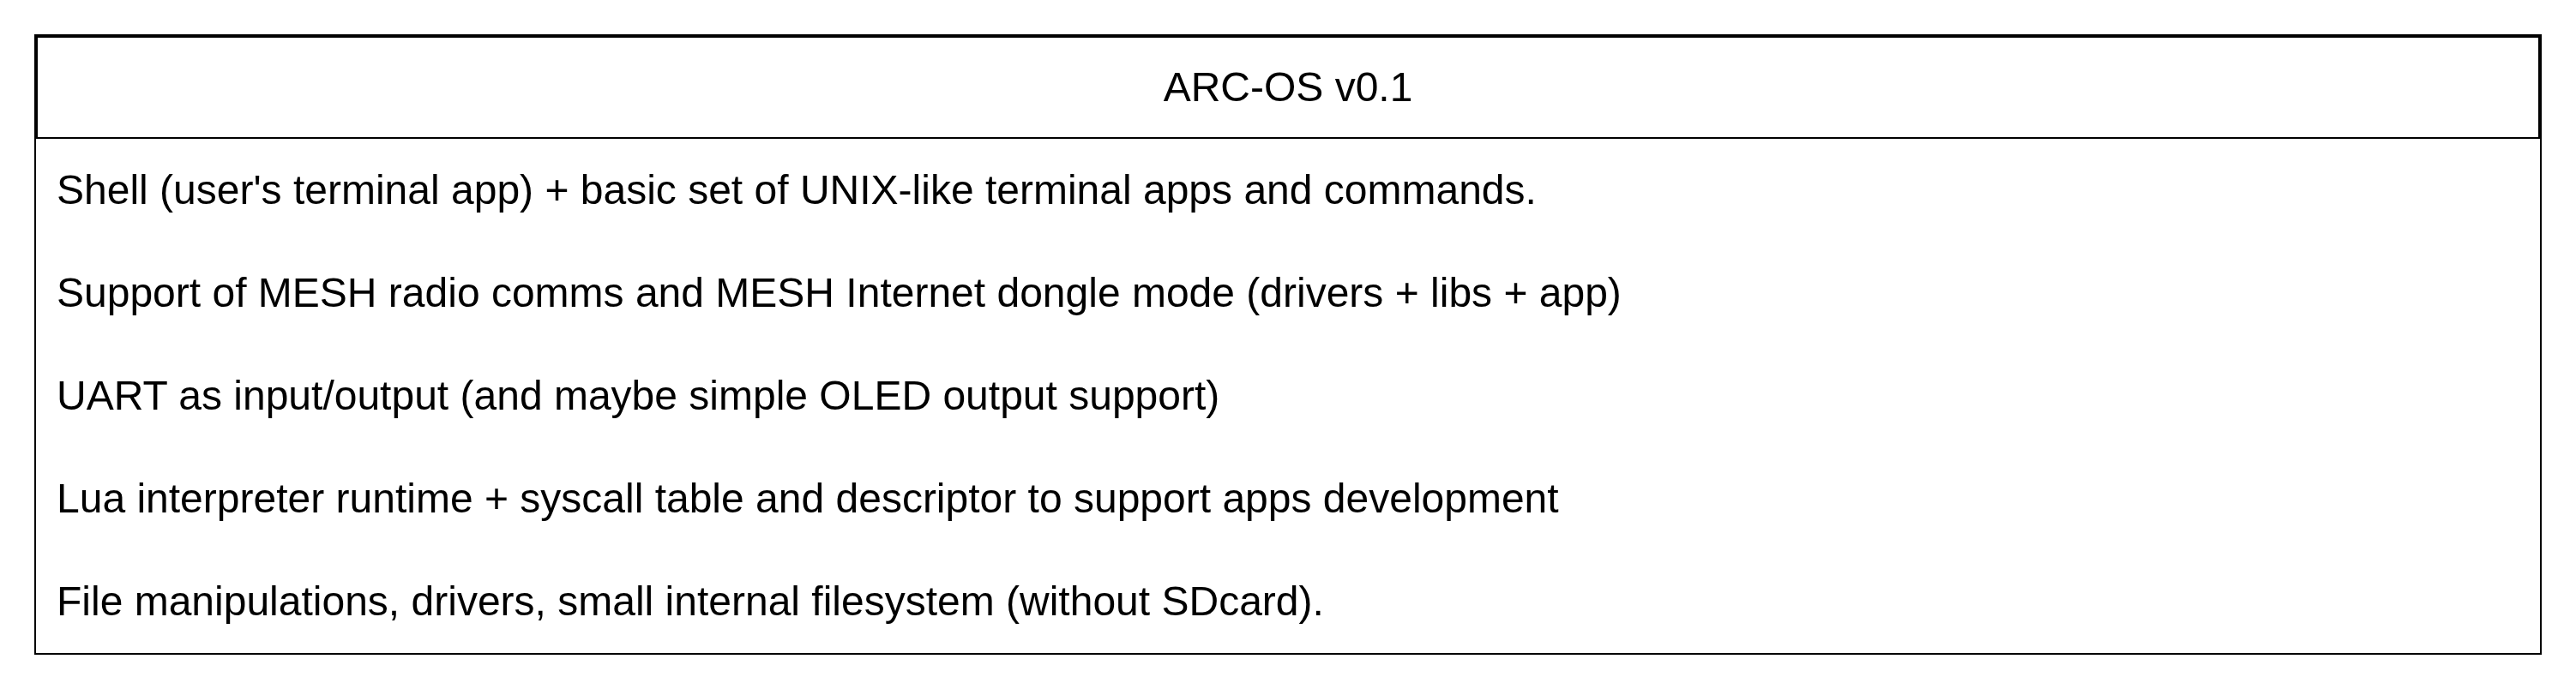 ARC-OS v0.1
Shell (user's terminal app) + basic set of UNIX-like terminal apps and commands.
Support of MESH radio comms and MESH Internet dongle mode (drivers + libs + app)
UART as input/output (and maybe simple OLED output support)
Lua interpreter runtime + syscall table and descriptor to support apps development
File manipulations, drivers, small internal filesystem (without SDcard).